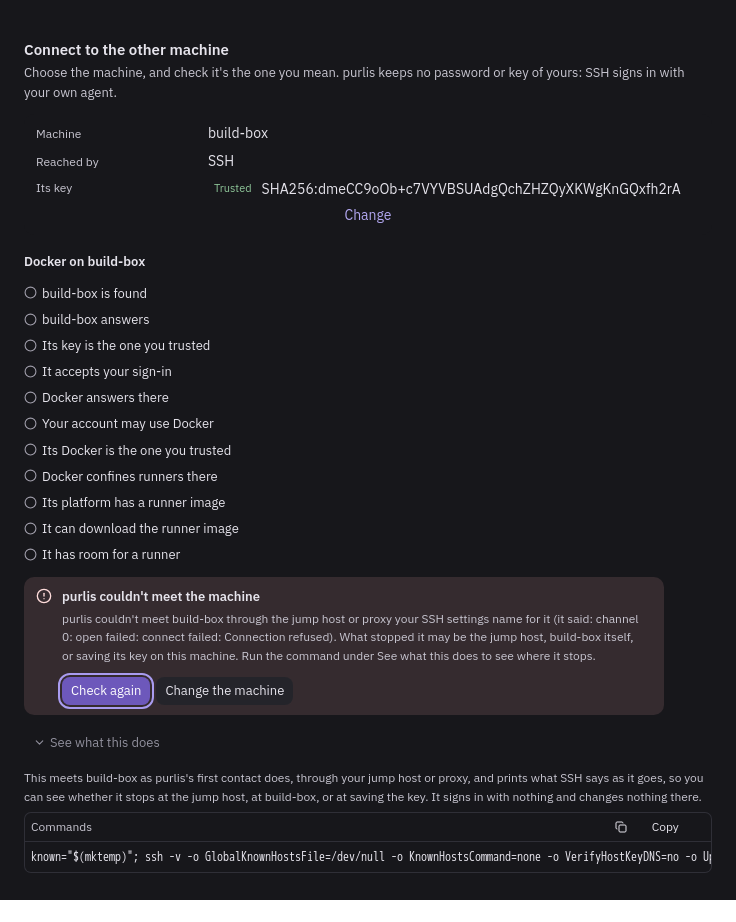 Connect to the other machine
Choose the machine, and check it's the one you mean. purlis keeps no password or key of yours: SSH signs in with
your own agent.
Machine build-box
Reached by SSH
Its key Trusted SHA256:dmeCC9oOb+c7VYVBSUAdgQchZHZQyXKWgKnGQxfh2rA
Change
Docker on build-box
build-box is found
build-box answers
Its key is the one you trusted
It accepts your sign-in
Docker answers there
Your account may use Docker
Its Docker is the one you trusted
Docker confines runners there
Its platform has a runner image
It can download the runner image
It has room for a runner
purlis couldn't meet the machine
purlis couldn't meet build-box through the jump host or proxy your SSH settings name for it (it said: channel
0: open failed: connect failed: Connection refused). What stopped it may be the jump host, build-box itself,
or saving its key on this machine. Run the command under See what this does to see where it stops.
Check again Change the machine
See what this does
This meets build-box as purlis's first contact does, through your jump host or proxy, and prints what SSH says as it goes, so you
can see whether it stops at the jump host, at build-box, or at saving the key. It signs in with nothing and changes nothing there.
Commands Copy
known="$(mktemp)"; ssh -v -o GlobalKnownHostsFile=/dev/null -o KnownHostsCommand=none -o VerifyHostKeyDNS=no -o